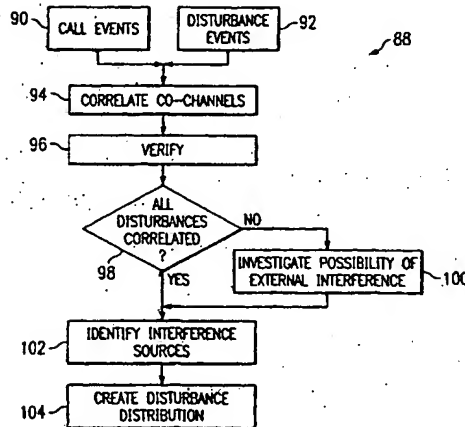 90
CALL EVENTS
DISTURBANCE
EVENTS
92
88
94
CORRELATE CO-CHANNELS
96
VERIFY
ALL
DISTURBANCES
CORRELATED
?
98
NO
YES
INVESTIGATE POSSIBILITY OF
EXTERNAL INTERFERENCE
100
102
IDENTIFY INTERFERENCE
SOURCES
104
CREATE DISTURBANCE
DISTRIBUTION